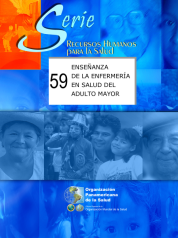 Serie
RECURSOS HUMANOS
PARA LA SALUD
59
ENSEÑANZA
DE LA ENFERMERÍA
EN SALUD DEL
ADULTO MAYOR
Organización
Panamericana
de la Salud